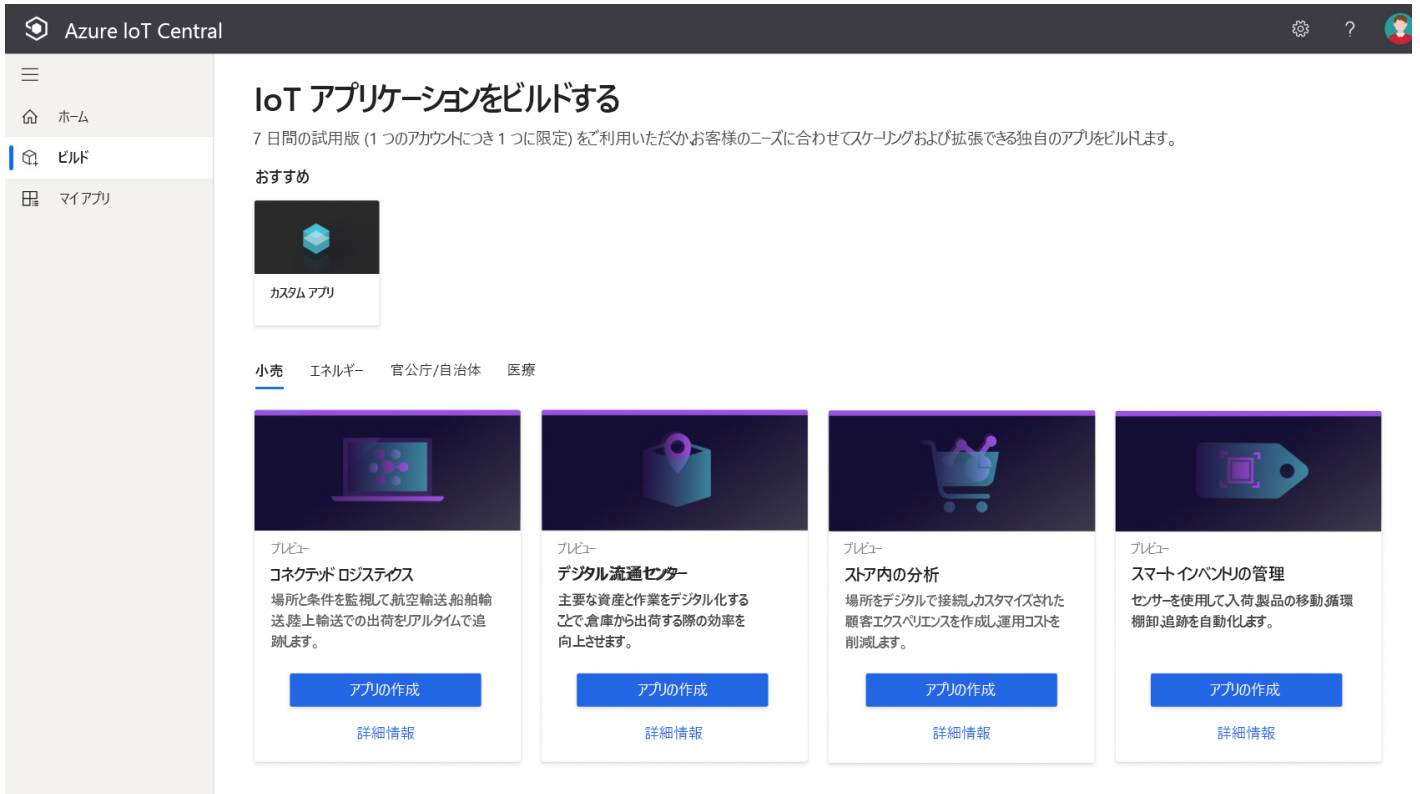 Azure IoT Central
?
ホーム
ビルド
マイ アプリ
IoT アプリケーションをビルドする
7 日間の試用版 (1 つのアカウントにつき 1 つに限定) をご利用いただくか、お客様のニーズに合わせてスケーリングおよび拡張できる独自のアプリをビルドします。
おすすめ
カスタム アプリ
小売 エネルギー 官公庁/自治体 医療
プレビュー
コネクテッド ロジスティクス
場所と条件を監視して、航空輸送、船舶輸
送、陸上輸送での出荷をリアルタイムで追
跡します。
アプリの作成
詳細情報
プレビュー
デジタル流通センター
主要な資産と作業をデジタル化する
ことで、倉庫から出荷する際の効率を
向上させます。
アプリの作成
詳細情報
プレビュー
ストア内の分析
場所をデジタルで接続し、カスタマイズされた
顧客エクスペリエンスを作成し、運用コストを
削減します。
アプリの作成
詳細情報
プレビュー
スマート インベントリの管理
センサーを使用して、入荷、製品の移動、循環
棚卸、追跡を自動化します。
アプリの作成
詳細情報